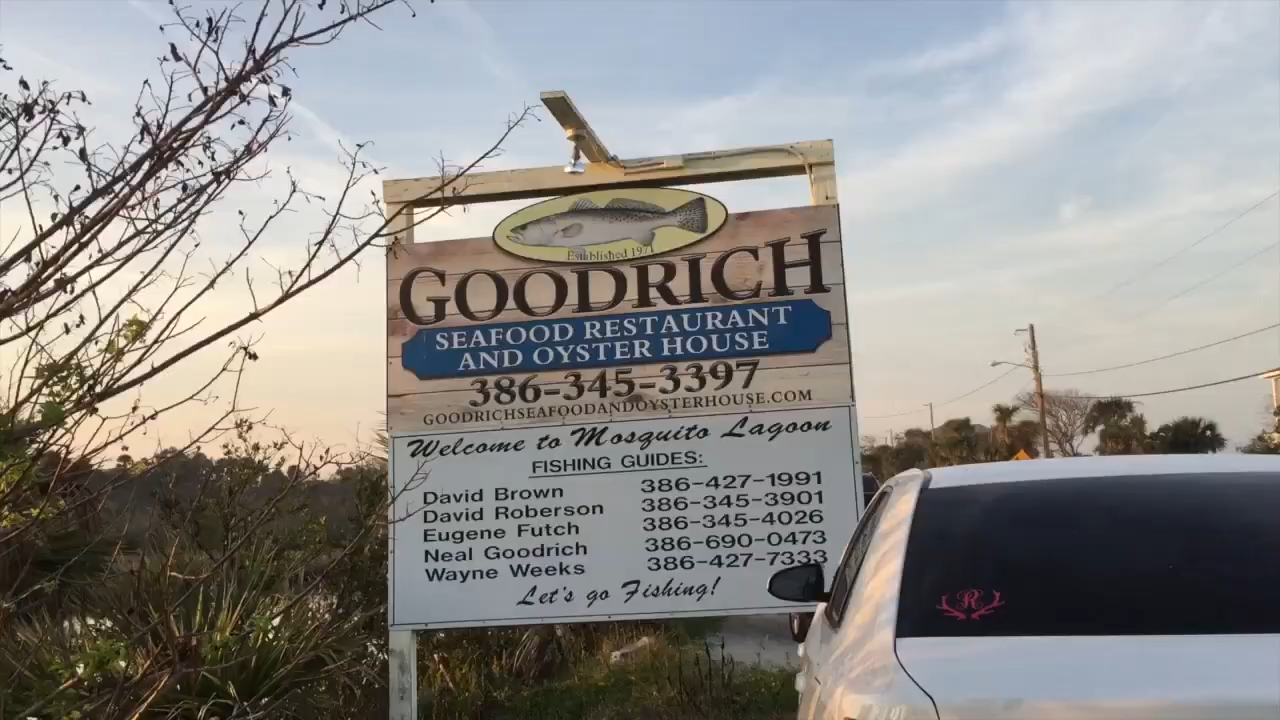 Established 1971
GOODRICH
SEAFOOD RESTAURANT
AND OYSTER HOUSE
386-345-3397
GOODRICHSEAFOODANDOYSTERHOUSE.COM
Welcome to Mosquito Lagoon
FISHING GUIDES:
David Brown 386-427-1991
David Roberson 386-345-3901
Eugene Futch 386-345-4026
Neal Goodrich 386-690-0473
Wayne Weeks 386-427-7333
Let's go Fishing!
R